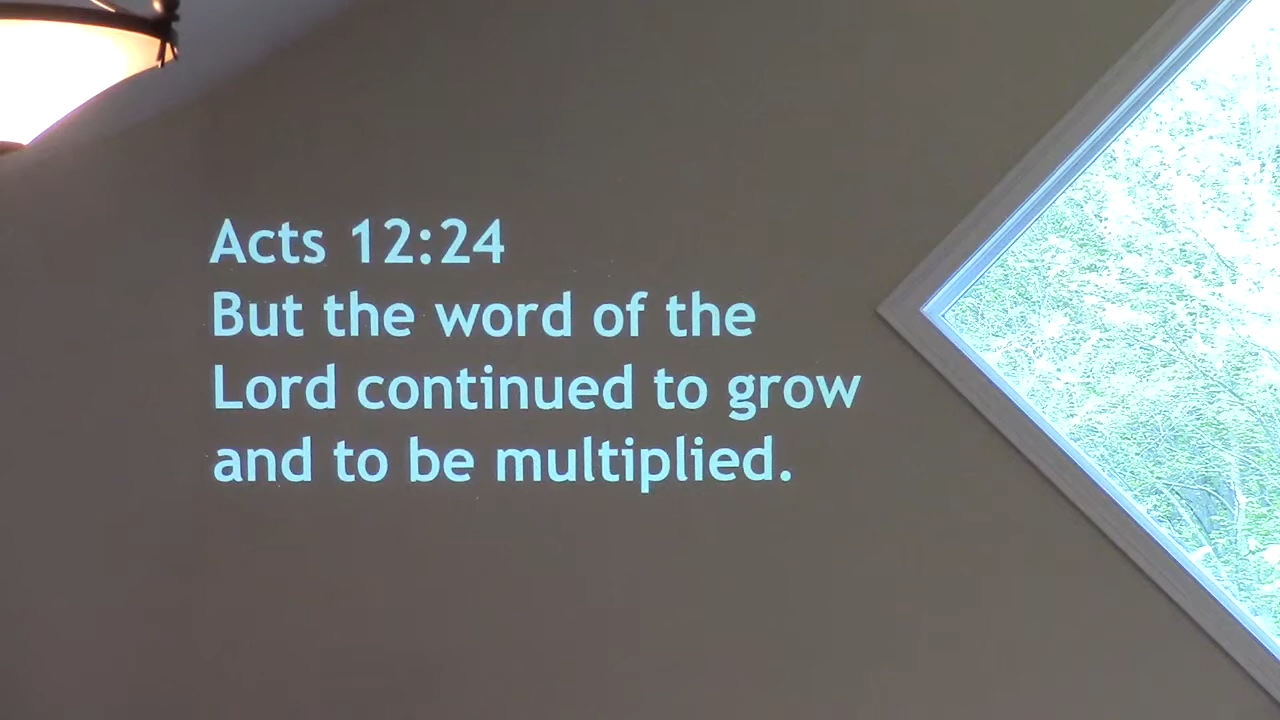 Acts 12:24
But the word of the
Lord continued to grow
and to be multiplied.